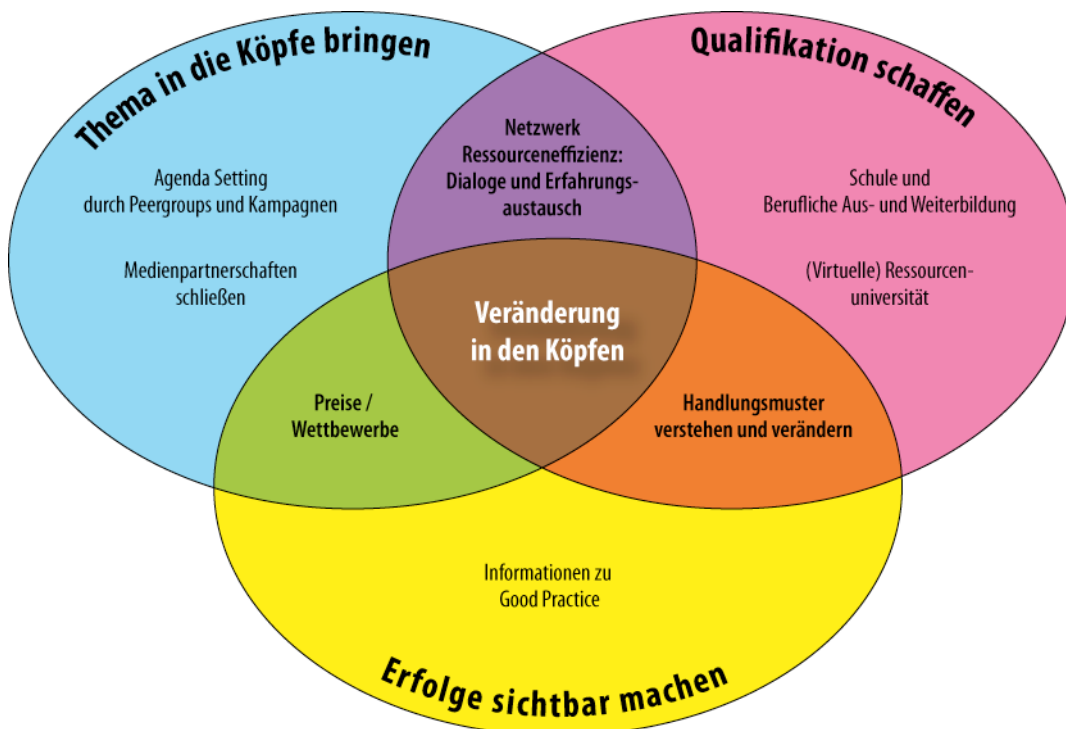 Thema in die Köpfe bringen
Qualifikation schaffen
Netzwerk
Ressourceneffizienz:
Dialoge und Erfahrungs-
austausch
Agenda Setting
durch Peergroups und Kampagnen
Medienpartnerschaften
schließen
Schule und
Berufliche Aus- und Weiterbildung
(Virtuelle) Ressourcen-
universität
Veränderung
in den Köpfen
Preise /
Wettbewerbe
Handlungsmuster
verstehen und verändern
Informationen zu
Good Practice
Erfolge sichtbar machen